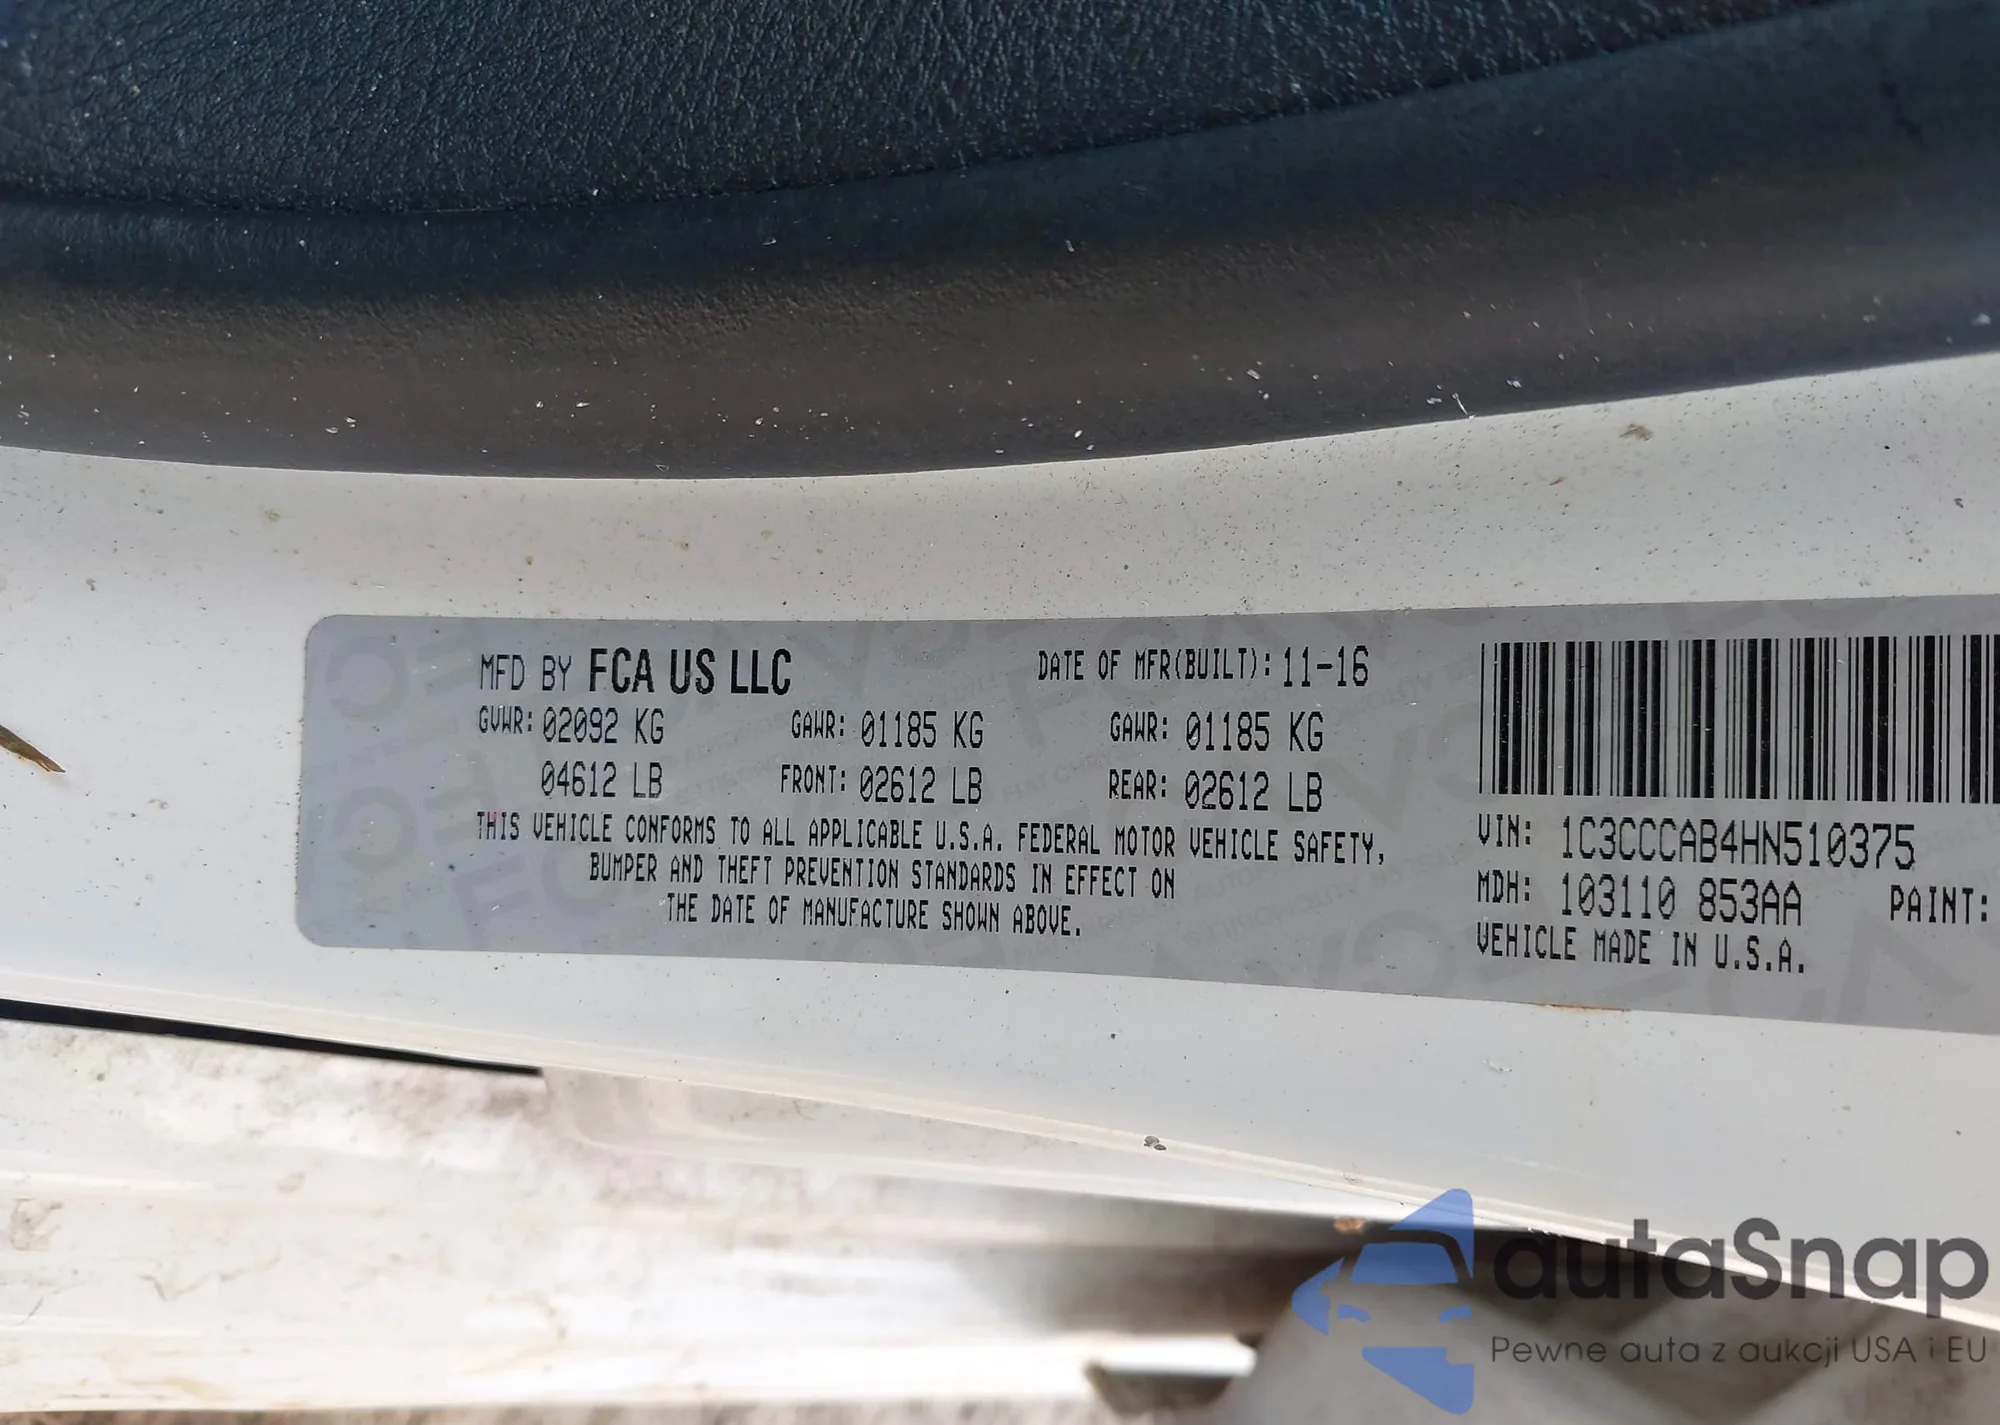 MFD BY FCA US LLC DATE OF MFR(BUILT): 11-16
GVWR: 02092 KG GAWR: 01185 KG GAWR: 01185 KG
04612 LB FRONT: 02612 LB REAR: 02612 LB
THIS VEHICLE CONFORMS TO ALL APPLICABLE U.S.A. FEDERAL MOTOR VEHICLE SAFETY,
BUMPER AND THEFT PREVENTION STANDARDS IN EFFECT ON
THE DATE OF MANUFACTURE SHOWN ABOVE.
VIN: 1C3CCCAB4HN510375
MDH: 103110 853AA PAINT:
VEHICLE MADE IN U.S.A.
autaSnap
Pewne auta z aukcji USA i EU